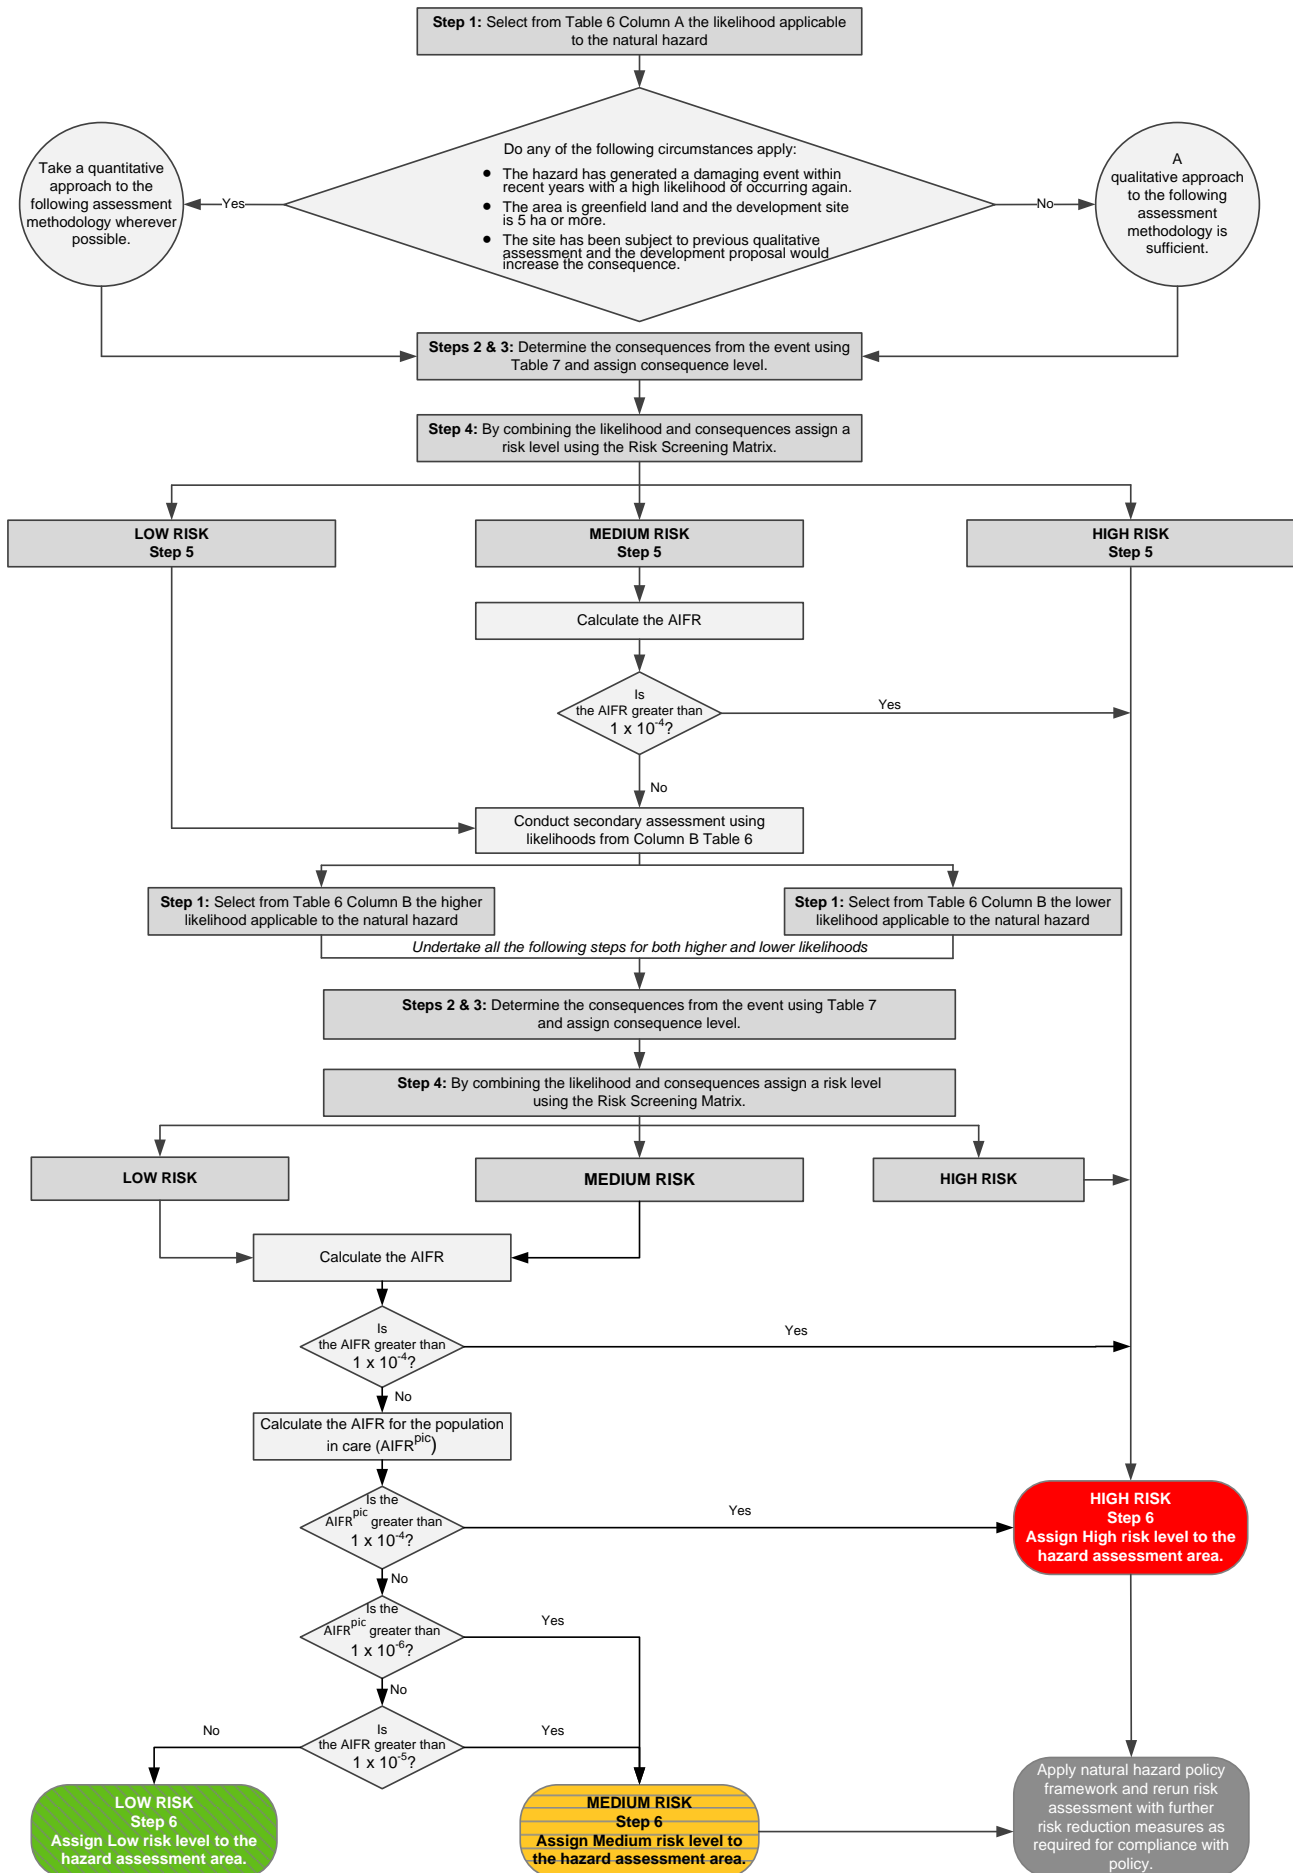 Step 1: Select from Table 6 Column A the likelihood applicable
to the natural hazard
Take a quantitative
approach to the
following assessment
methodology wherever
possible.
Yes
Do any of the following circumstances apply:
• The hazard has generated a damaging event within
recent years with a high likelihood of occurring again.
• The area is greenfield land and the development site
is 5 ha or more.
• The site has been subject to previous qualitative
assessment and the development proposal would
increase the consequence.
No
A
qualitative approach
to the following
assessment
methodology is
sufficient.
Steps 2 & 3: Determine the consequences from the event using
Table 7 and assign consequence level.
Step 4: By combining the likelihood and consequences assign a
risk level using the Risk Screening Matrix.
LOW RISK
Step 5
MEDIUM RISK
Step 5
HIGH RISK
Step 5
Calculate the AIFR
Is
the AIFR greater than
1 x 10⁻⁴?
Yes
No
Conduct secondary assessment using
likelihoods from Column B Table 6
Step 1: Select from Table 6 Column B the higher
likelihood applicable to the natural hazard
Step 1: Select from Table 6 Column B the lower
likelihood applicable to the natural hazard
Undertake all the following steps for both higher and lower likelihoods
Steps 2 & 3: Determine the consequences from the event using Table 7
and assign consequence level.
Step 4: By combining the likelihood and consequences assign a risk level
using the Risk Screening Matrix.
LOW RISK
MEDIUM RISK
HIGH RISK
Calculate the AIFR
Is
the AIFR greater than
1 x 10⁻⁴?
Yes
No
Calculate the AIFR for the population
in care (AIFRᵖⁱᶜ)
Is the
AIFRᵖⁱᶜ greater than
1 x 10⁻⁴?
Yes
No
HIGH RISK
Step 6
Assign High risk level to the
hazard assessment area.
Is the
AIFRᵖⁱᶜ greater than
1 x 10⁻⁶?
Yes
No
Is
the AIFR greater than
1 x 10⁻⁵?
No
Yes
LOW RISK
Step 6
Assign Low risk level to the
hazard assessment area.
MEDIUM RISK
Step 6
Assign Medium risk level to
the hazard assessment area.
Apply natural hazard policy
framework and rerun risk
assessment with further
risk reduction measures as
required for compliance with
policy.